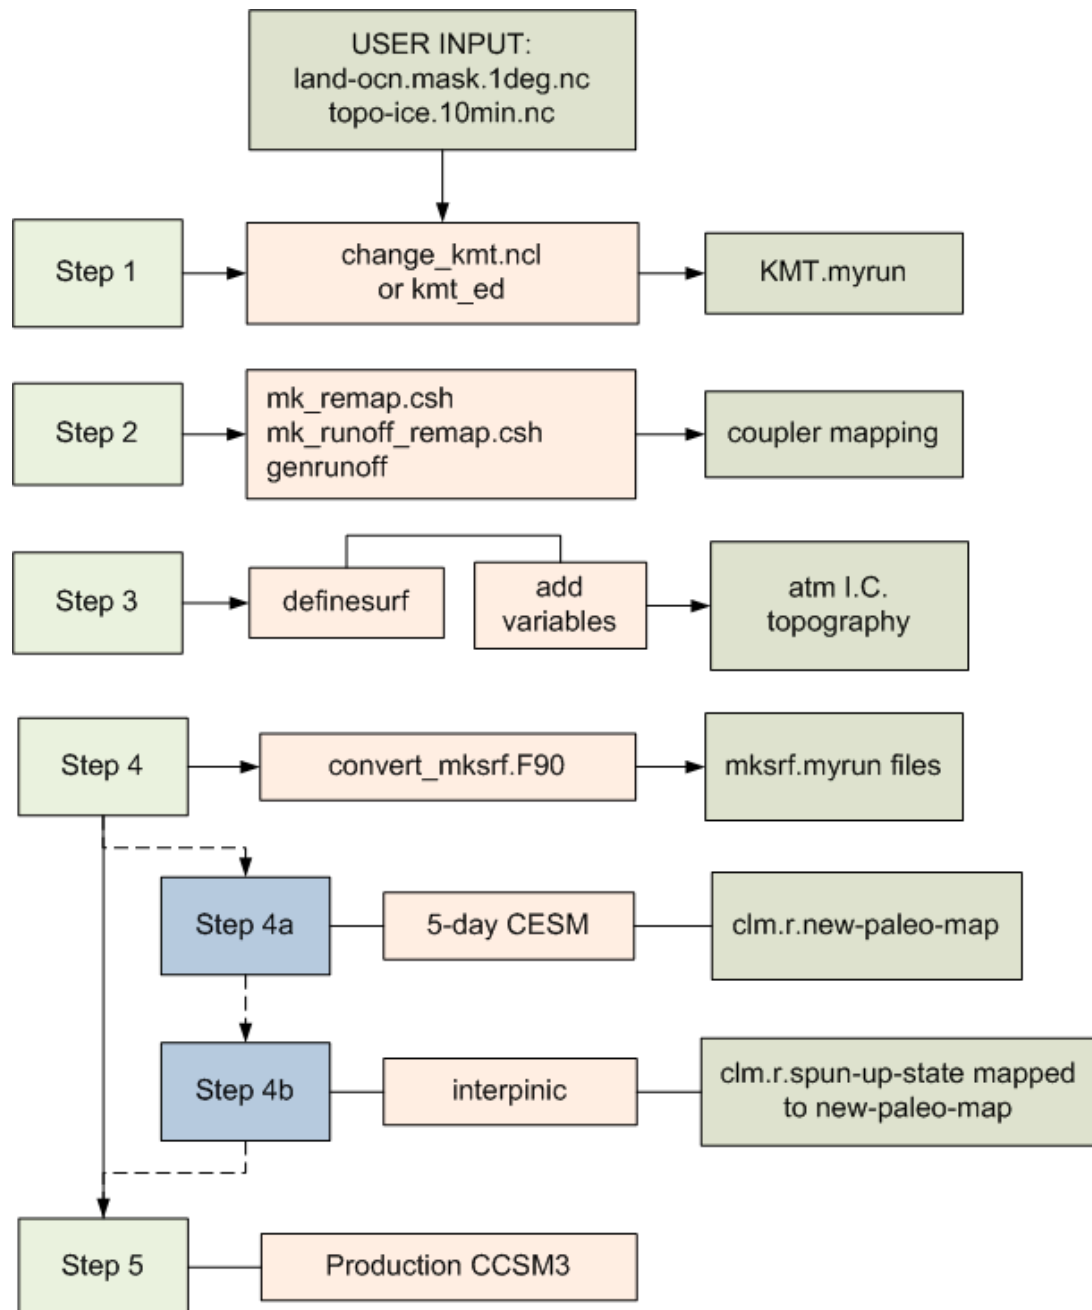 USER INPUT:
land-ocn.mask.1deg.nc
topo-ice.10min.nc
Step 1
change_kmt.ncl
or kmt_ed
KMT.myrun
Step 2
mk_remap.csh
mk_runoff_remap.csh
genrunoff
coupler mapping
Step 3
definesurf
add
variables
atm I.C.
topography
Step 4
convert_mksrf.F90
mksrf.myrun files
Step 4a
5-day CESM
clm.r.new-paleo-map
Step 4b
interpinic
clm.r.spun-up-state mapped
to new-paleo-map
Step 5
Production CCSM3